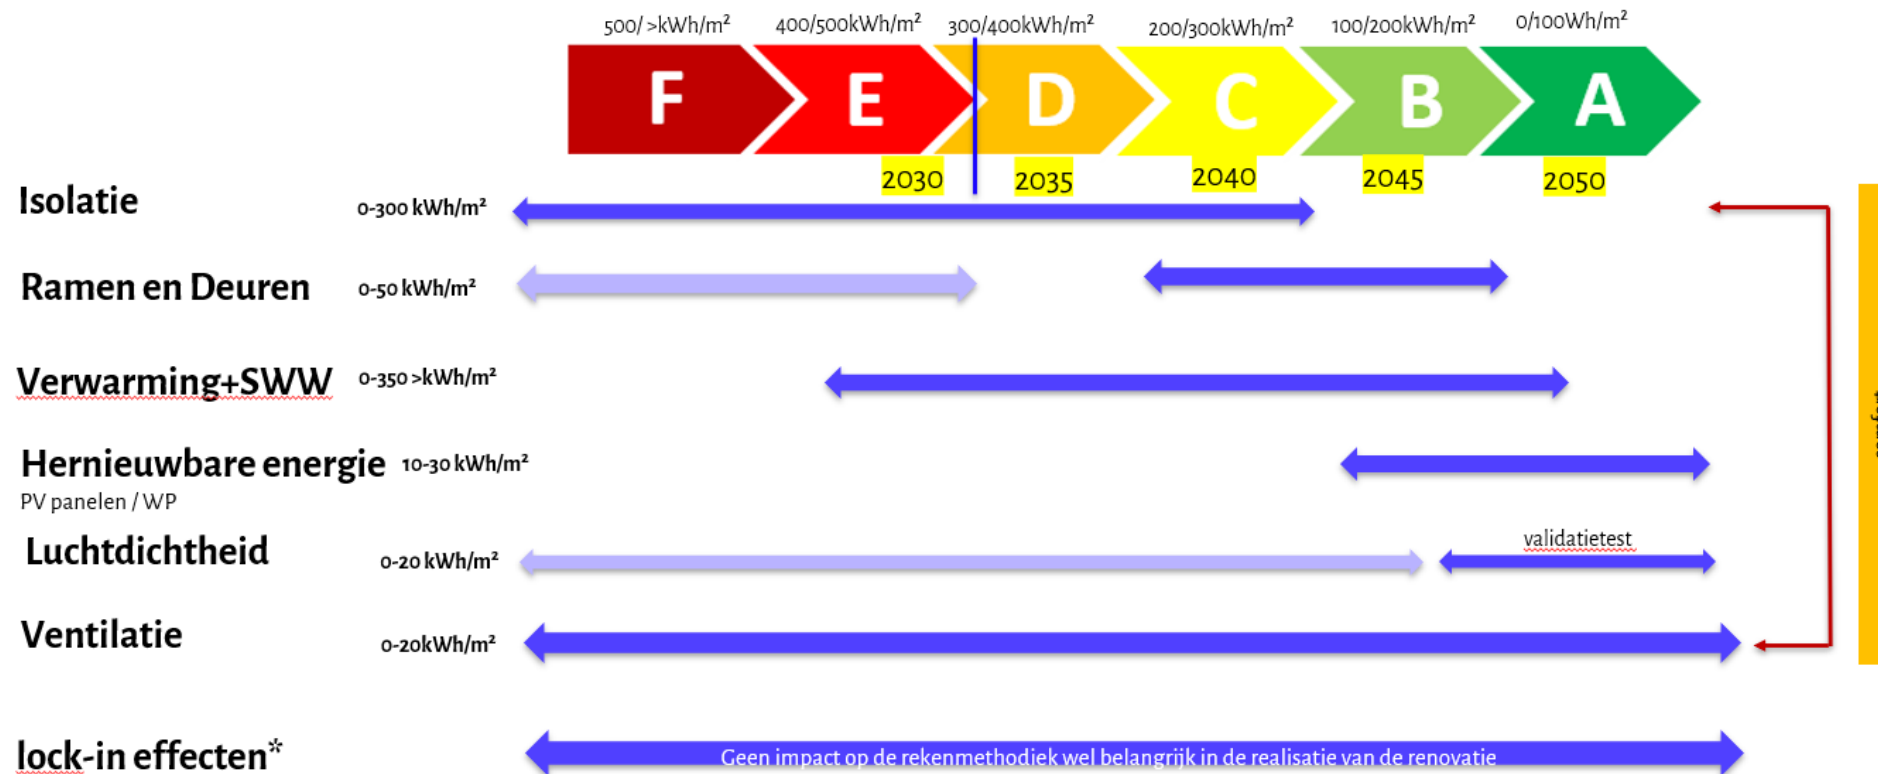 500/ >kWh/m²
400/500kWh/m²
300/400kWh/m²
200/300kWh/m²
100/200kWh/m²
0/100Wh/m²
F
E
D
C
B
A
2030
2035
2040
2045
2050
Isolatie
0-300 kWh/m²
Ramen en Deuren
0-50 kWh/m²
Verwarming+SWW
0-350 >kWh/m²
Hernieuwbare energie
10-30 kWh/m²
PV panelen / WP
Luchtdichtheid
0-20 kWh/m²
validatietest
Ventilatie
0-20kWh/m²
lock-in effecten*
Geen impact op de rekenmethodiek wel belangrijk in de realisatie van de renovatie